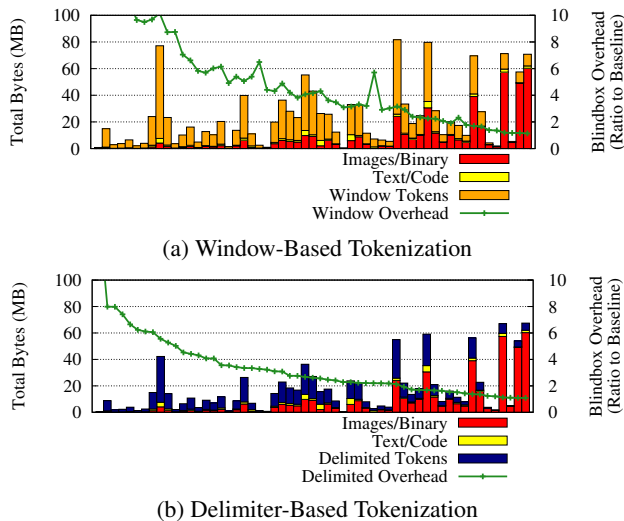 Total Bytes (MB)
100
80
60
40
20
0
10
8
6
4
2
0
Blindbox Overhead
(Ratio to Baseline)
Images/Binary
Text/Code
Window Tokens
Window Overhead
(a) Window-Based Tokenization
Total Bytes (MB)
100
80
60
40
20
0
10
8
6
4
2
0
Blindbox Overhead
(Ratio to Baseline)
Images/Binary
Text/Code
Delimited Tokens
Delimited Overhead
(b) Delimiter-Based Tokenization